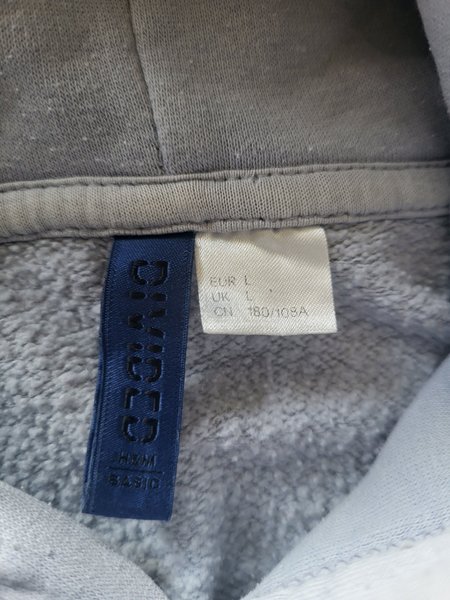 DIVIDED
H&M
BASIC
EUR L
UK L
CN 180/108A